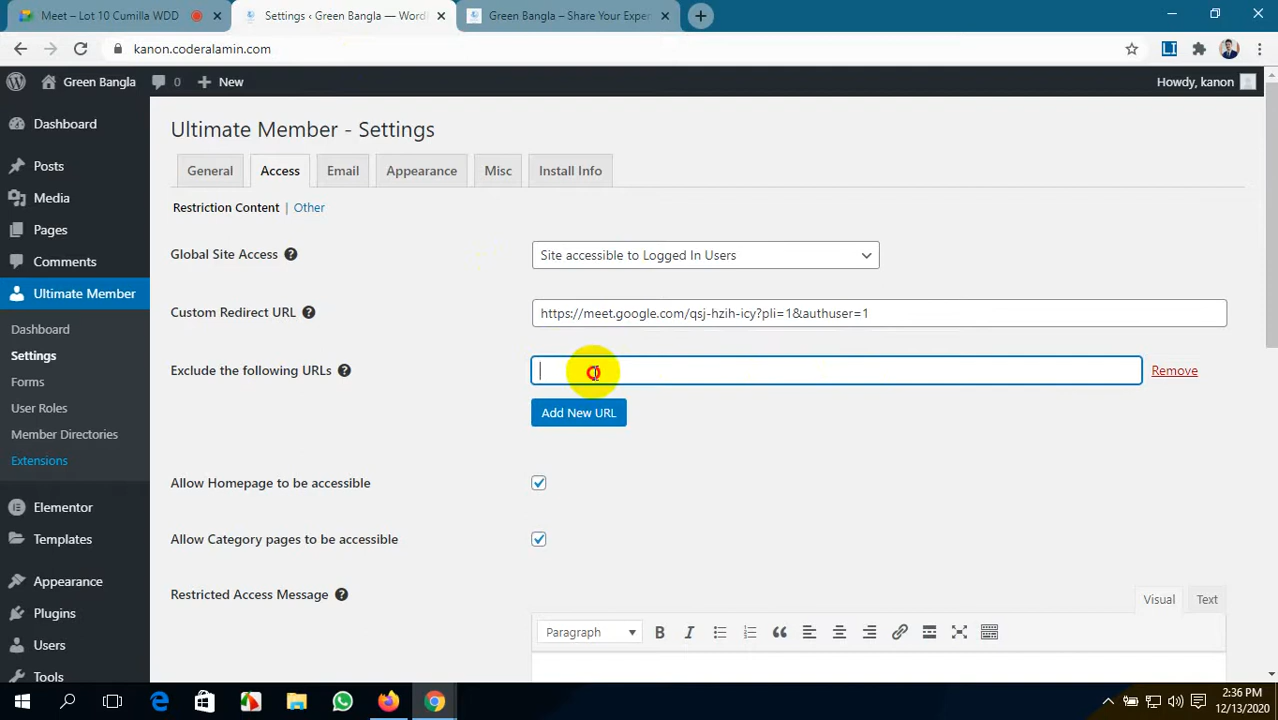 Meet – Lot 10 Cumilla WDD
Settings ‹ Green Bangla — WordP
Green Bangla – Share Your Exper
kanon.coderalamin.com
Green Bangla
0
New
Howdy, kanon
Dashboard
Posts
Media
Pages
Comments
Ultimate Member
Dashboard
Settings
Forms
User Roles
Member Directories
Extensions
Elementor
Templates
Appearance
Plugins
Users
Tools
Ultimate Member - Settings
General
Access
Email
Appearance
Misc
Install Info
Restriction Content | Other
Global Site Access
Site accessible to Logged In Users
Custom Redirect URL
https://meet.google.com/qsj-hzih-icy?pli=1&authuser=1
Exclude the following URLs
Remove
Add New URL
Allow Homepage to be accessible
Allow Category pages to be accessible
Restricted Access Message
Visual
Text
Paragraph
2:36 PM
12/13/2020